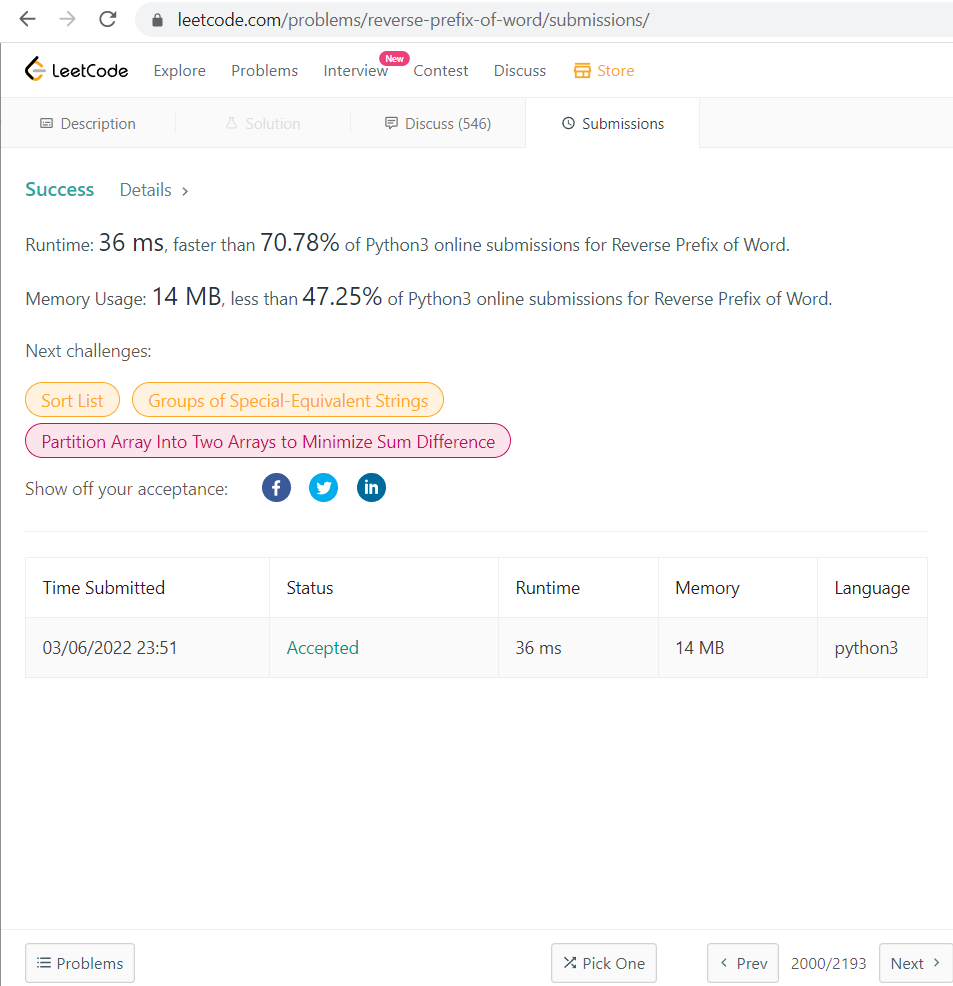 leetcode.com/problems/reverse-prefix-of-word/submissions/
LeetCode Explore Problems Interview New Contest Discuss Store
Description Solution Discuss (546) Submissions
Success Details >
Runtime: 36 ms, faster than 70.78% of Python3 online submissions for Reverse Prefix of Word.
Memory Usage: 14 MB, less than 47.25% of Python3 online submissions for Reverse Prefix of Word.
Next challenges:
Sort List Groups of Special-Equivalent Strings
Partition Array Into Two Arrays to Minimize Sum Difference
Show off your acceptance: f in
Time Submitted Status Runtime Memory Language
03/06/2022 23:51 Accepted 36 ms 14 MB python3
Problems Pick One < Prev 2000/2193 Next >